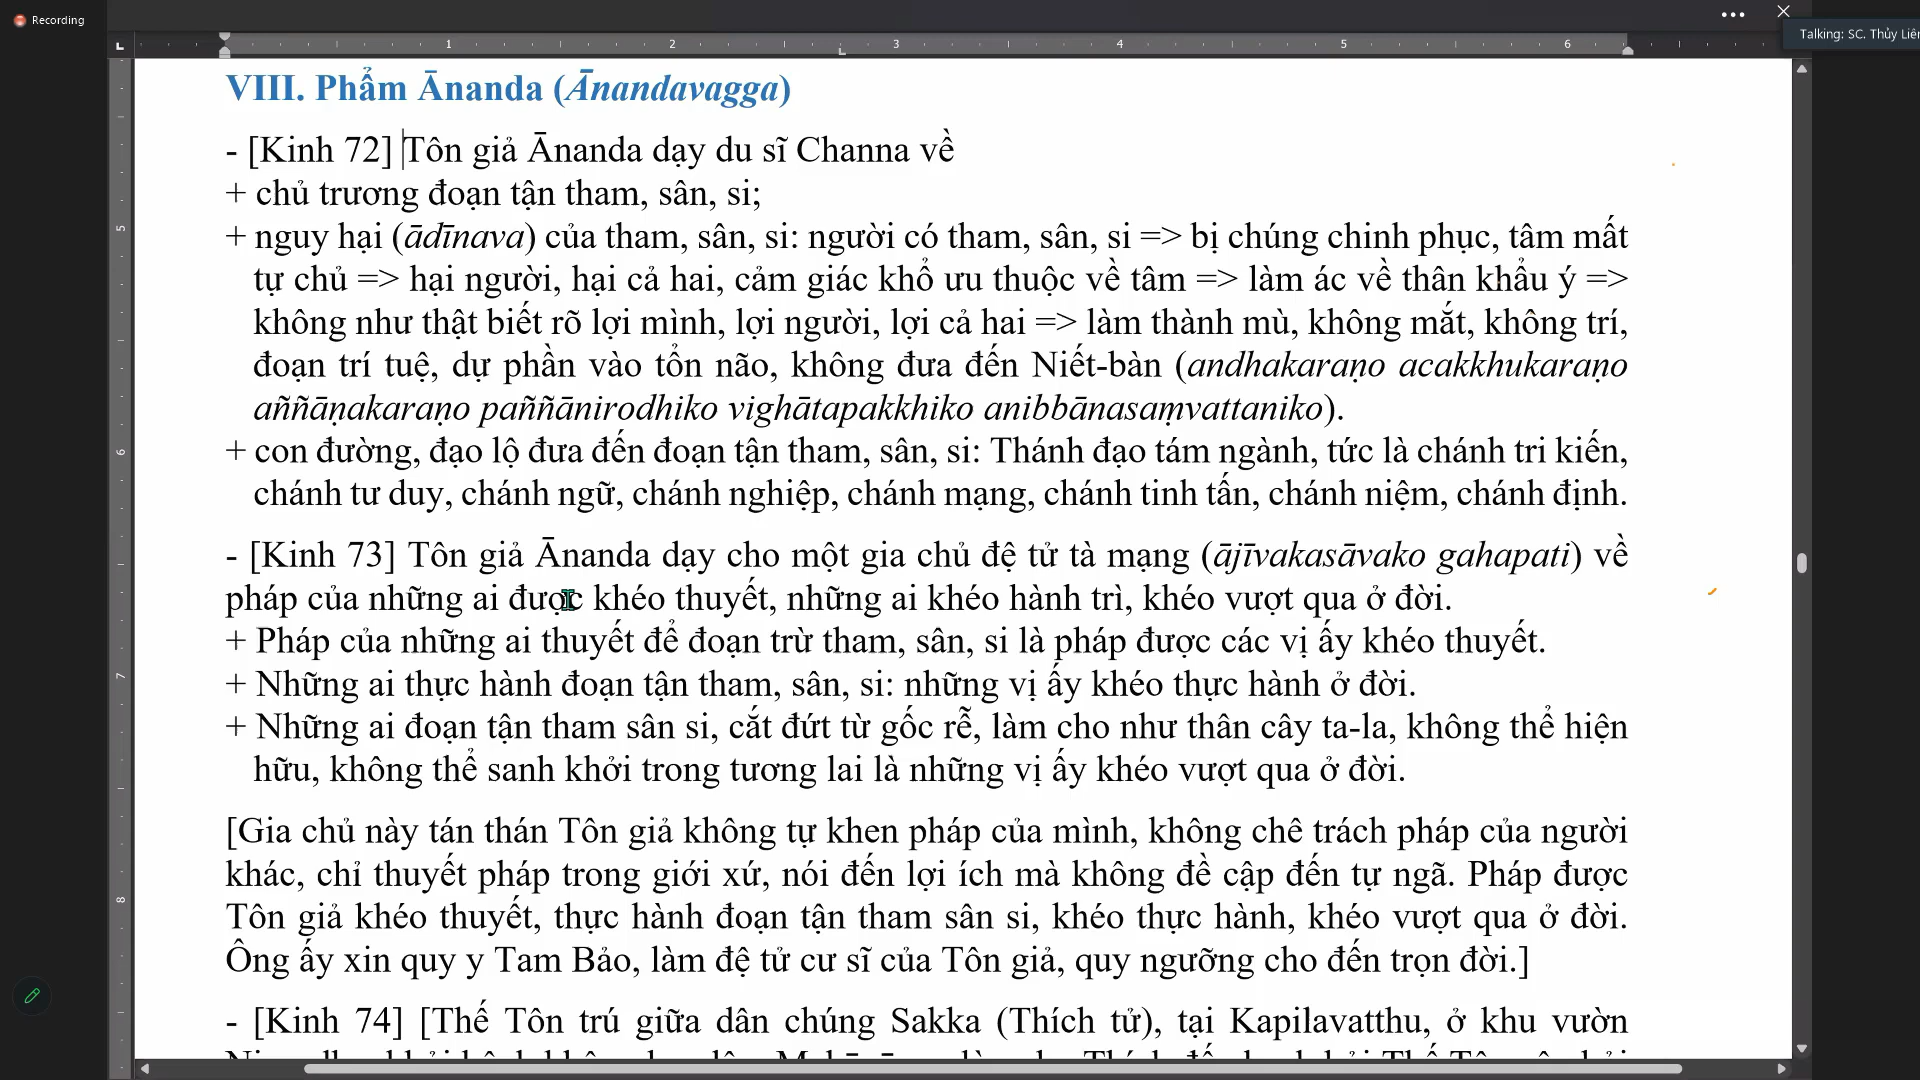 Recording
Talking: SC. Thủy Liên
1 2 3 4 5 6
VIII. Phẩm Ānanda (Ānandavagga)
- [Kinh 72] Tôn giả Ānanda dạy du sĩ Channa về
+ chủ trương đoạn tận tham, sân, si;
+ nguy hại (ādīnava) của tham, sân, si: người có tham, sân, si => bị chúng chinh phục, tâm mất
tự chủ => hại người, hại cả hai, cảm giác khổ ưu thuộc về tâm => làm ác về thân khẩu ý =>
không như thật biết rõ lợi mình, lợi người, lợi cả hai => làm thành mù, không mắt, không trí,
đoạn trí tuệ, dự phần vào tổn não, không đưa đến Niết-bàn (andhakaraṇo acakkhukaraṇo
aññāṇakaraṇo paññānirodhiko vighātapakkhiko anibbānasaṃvattaniko).
+ con đường, đạo lộ đưa đến đoạn tận tham, sân, si: Thánh đạo tám ngành, tức là chánh tri kiến,
chánh tư duy, chánh ngữ, chánh nghiệp, chánh mạng, chánh tinh tấn, chánh niệm, chánh định.
- [Kinh 73] Tôn giả Ānanda dạy cho một gia chủ đệ tử tà mạng (ājīvakasāvako gahapati) về
pháp của những ai được khéo thuyết, những ai khéo hành trì, khéo vượt qua ở đời.
+ Pháp của những ai thuyết để đoạn trừ tham, sân, si là pháp được các vị ấy khéo thuyết.
+ Những ai thực hành đoạn tận tham, sân, si: những vị ấy khéo thực hành ở đời.
+ Những ai đoạn tận tham sân si, cắt đứt từ gốc rễ, làm cho như thân cây ta-la, không thể hiện
hữu, không thể sanh khởi trong tương lai là những vị ấy khéo vượt qua ở đời.
[Gia chủ này tán thán Tôn giả không tự khen pháp của mình, không chê trách pháp của người
khác, chỉ thuyết pháp trong giới xứ, nói đến lợi ích mà không đề cập đến tự ngã. Pháp được
Tôn giả khéo thuyết, thực hành đoạn tận tham sân si, khéo thực hành, khéo vượt qua ở đời.
Ông ấy xin quy y Tam Bảo, làm đệ tử cư sĩ của Tôn giả, quy ngưỡng cho đến trọn đời.]
- [Kinh 74] [Thế Tôn trú giữa dân chúng Sakka (Thích tử), tại Kapilavatthu, ở khu vườn
5
6
7
8